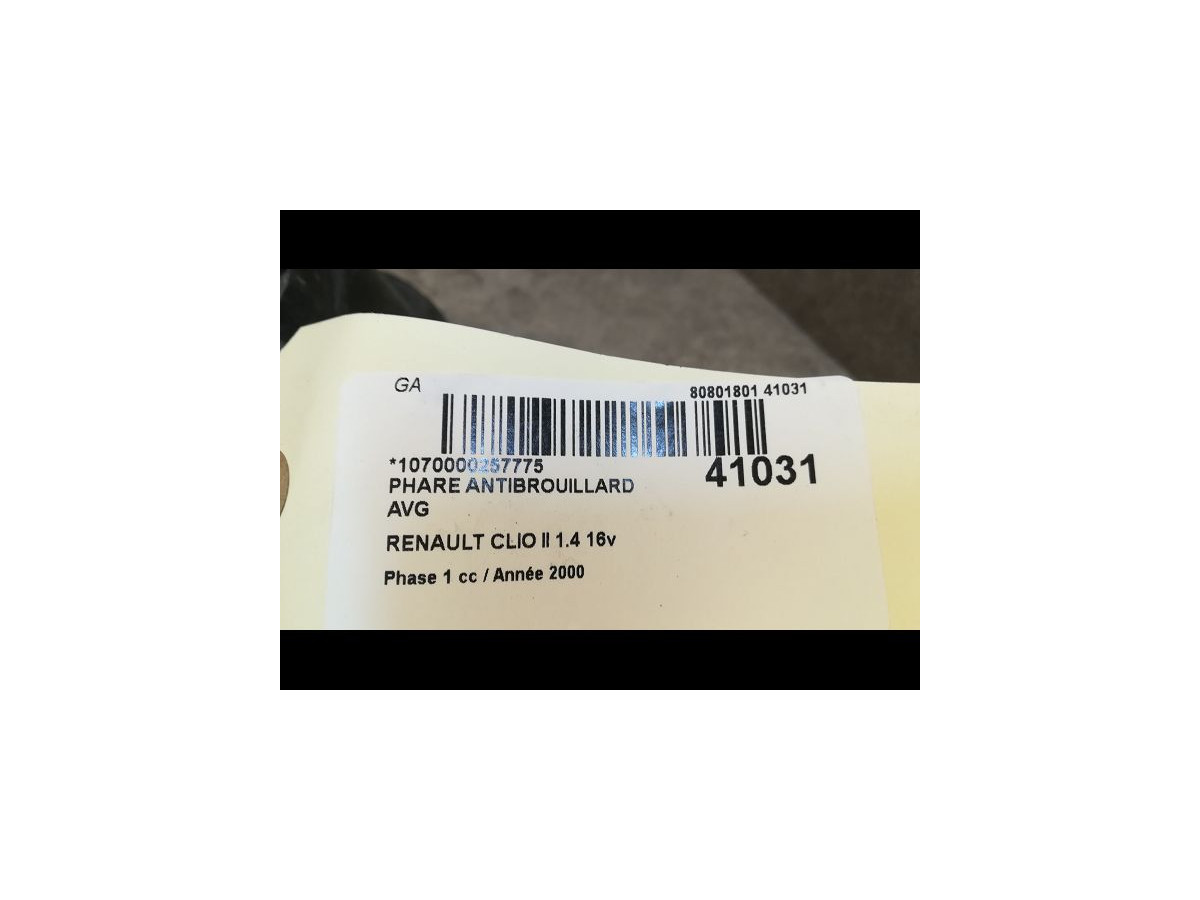 GA
80801801 41031
*1070000257775
41031
PHARE ANTIBROUILLARD
AVG
RENAULT CLIO II 1.4 16v
Phase 1 cc / Année 2000